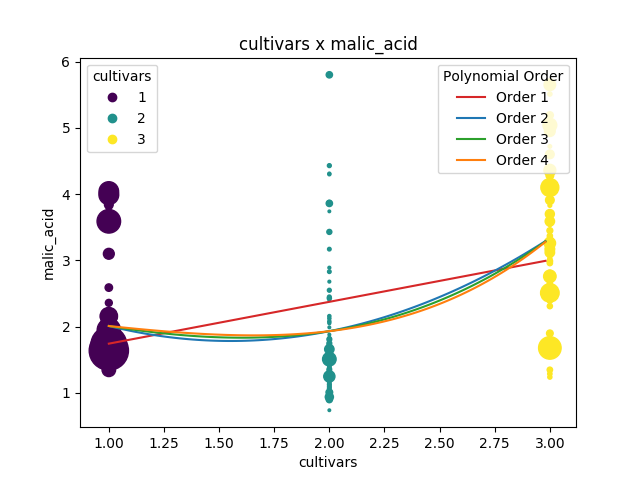 cultivars x malic_acid
cultivars
1
2
3
Polynomial Order
Order 1
Order 2
Order 3
Order 4
malic_acid
6
5
4
3
2
1
1.00 1.25 1.50 1.75 2.00 2.25 2.50 2.75 3.00
cultivars